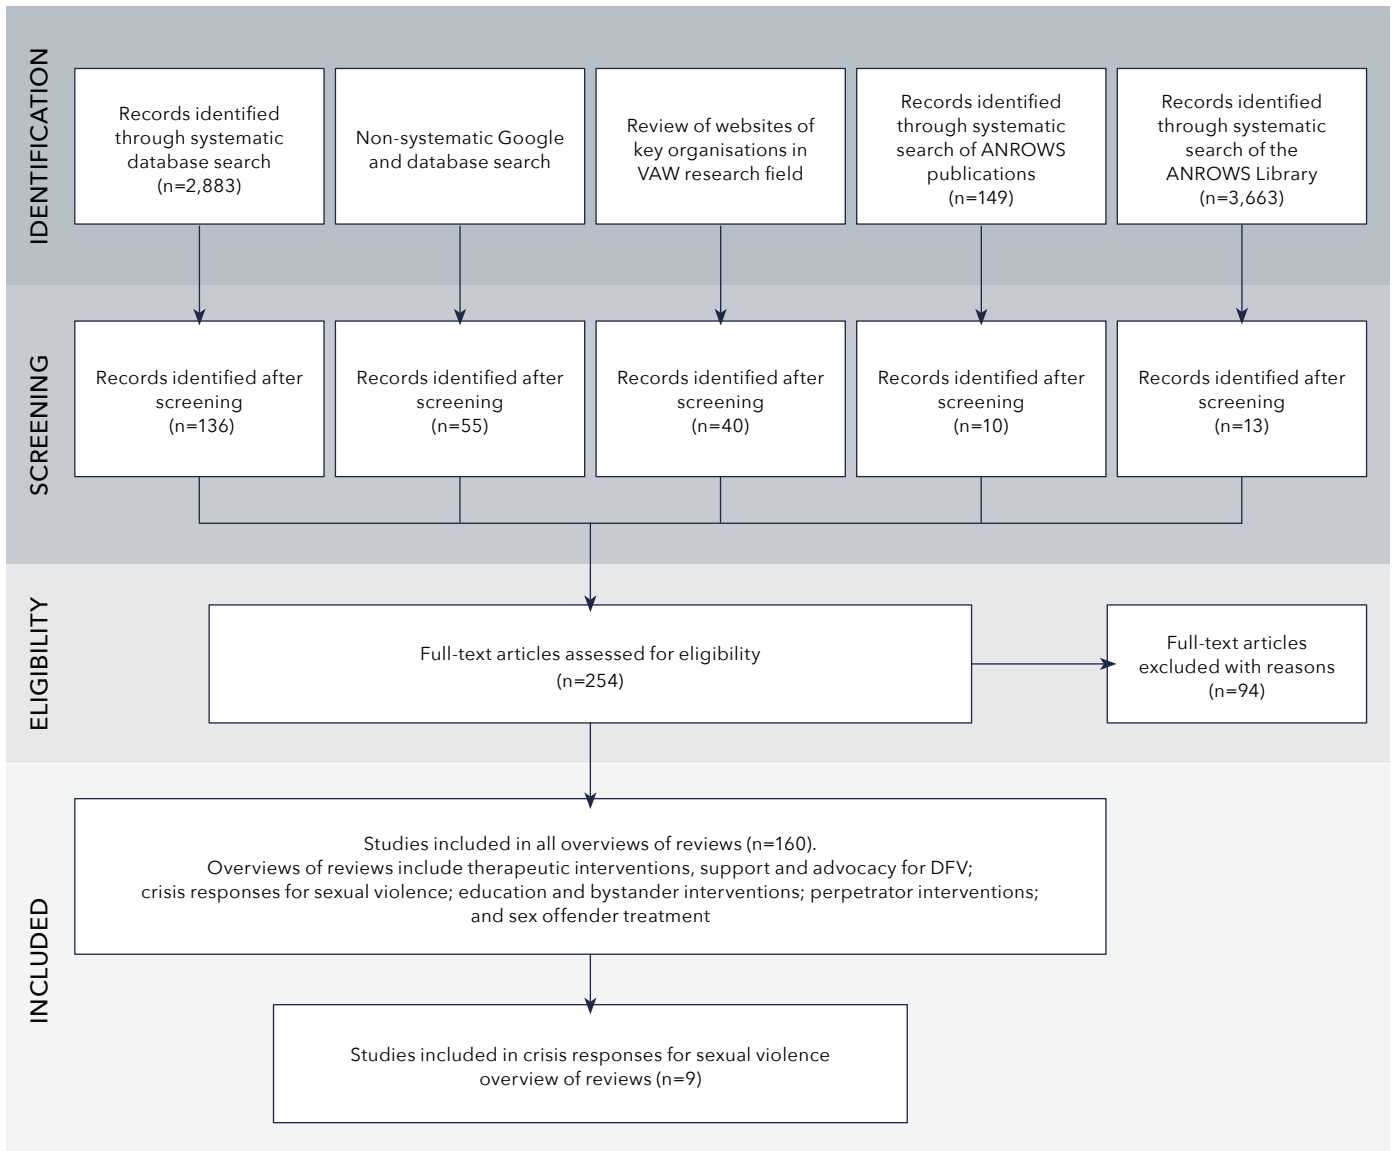 IDENTIFICATION
Records identified
through systematic
database search
(n=2,883)
Non-systematic Google
and database search
Review of websites of
key organisations in
VAW research field
Records identified
through systematic
search of ANROWS
publications
(n=149)
Records identified
through systematic
search of the
ANROWS Library
(n=3,663)
SCREENING
Records identified after
screening
(n=136)
Records identified after
screening
(n=55)
Records identified after
screening
(n=40)
Records identified after
screening
(n=10)
Records identified after
screening
(n=13)
ELIGIBILITY
Full-text articles assessed for eligibility
(n=254)
Full-text articles
excluded with reasons
(n=94)
INCLUDED
Studies included in all overviews of reviews (n=160).
Overviews of reviews include therapeutic interventions, support and advocacy for DFV;
crisis responses for sexual violence; education and bystander interventions; perpetrator interventions;
and sex offender treatment
Studies included in crisis responses for sexual violence
overview of reviews (n=9)